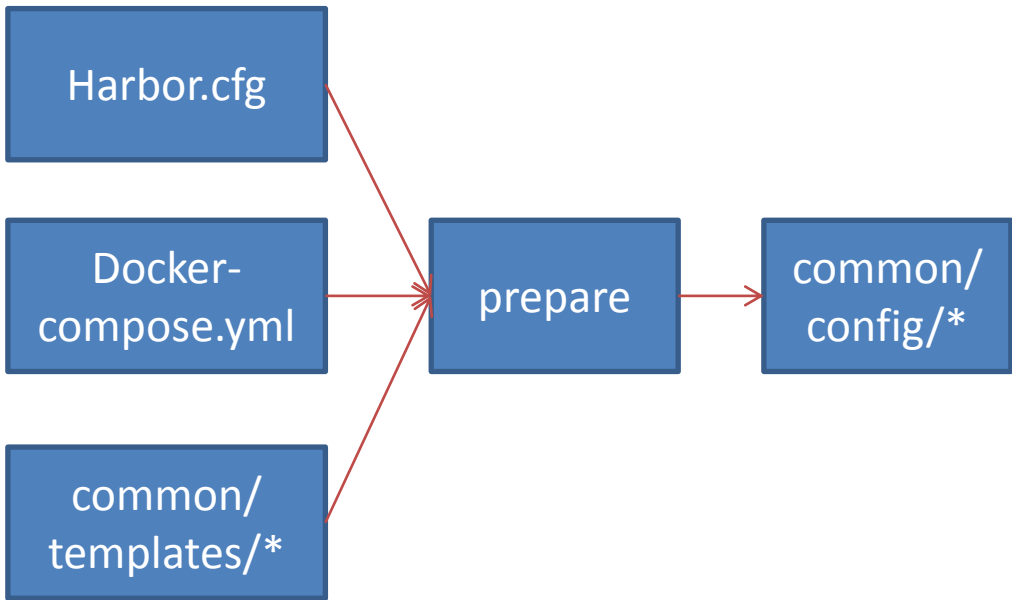 Harbor.cfg
Docker-
compose.yml
common/
templates/*
prepare
common/
config/*